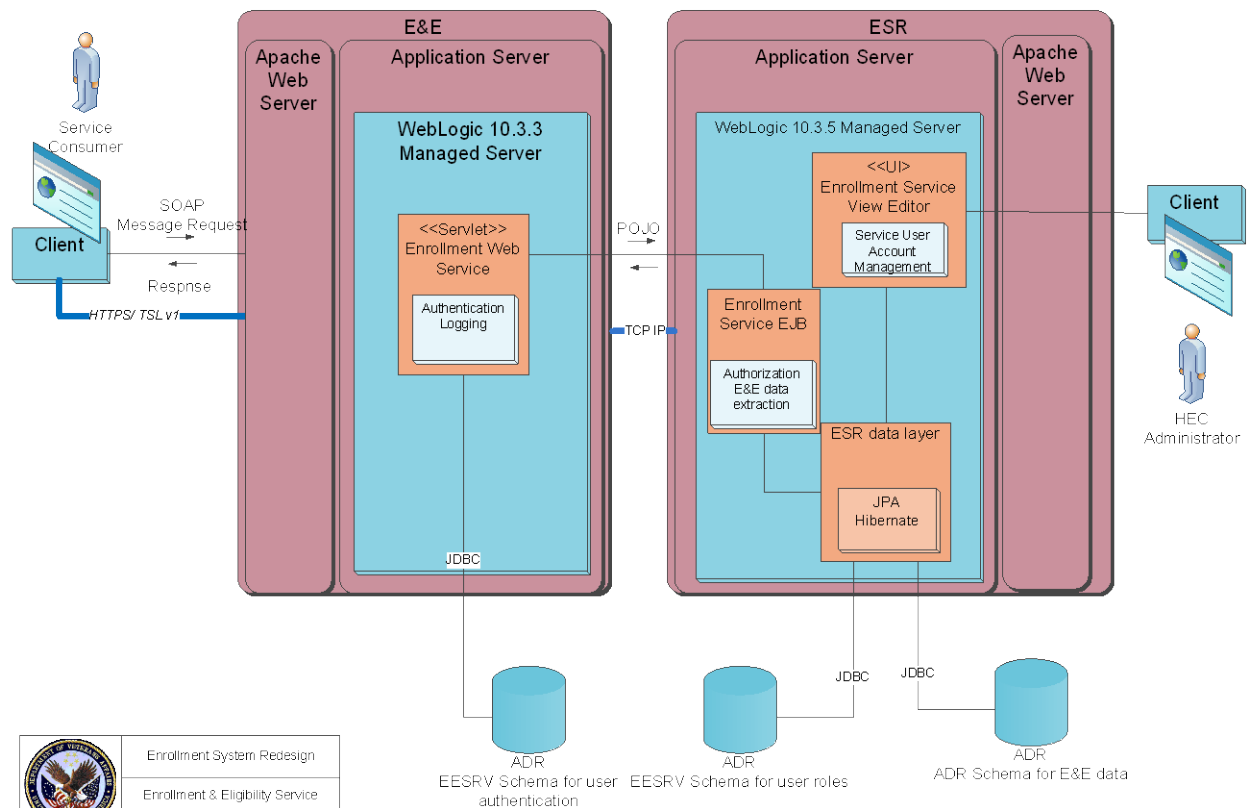 E&E
ESR
Apache
Web
Server
Application Server
Application Server
Apache
Web
Server
Service
Consumer
WebLogic 10.3.3
Managed Server
WebLogic 10.3.5 Managed Server
<<UI>>
Enrollment Service
View Editor
Service User
Account
Management
SOAP
Message Request
Client
Respnse
HTTPS/ TSL v1
<<Servlet>>
Enrollment Web
Service
Authentication
Logging
POJO
TCP IP
Enrollment
Service EJB
Authorization
E&E data
extraction
ESR data layer
JPA
Hibernate
Client
HEC
Administrator
JDBC
JDBC
JDBC
ADR
EESRV Schema for user
authentication
ADR
EESRV Schema for user roles
ADR
ADR Schema for E&E data
DEPARTMENT OF VETERANS AFFAIRS
Enrollment System Redesign
Enrollment & Eligibility Service